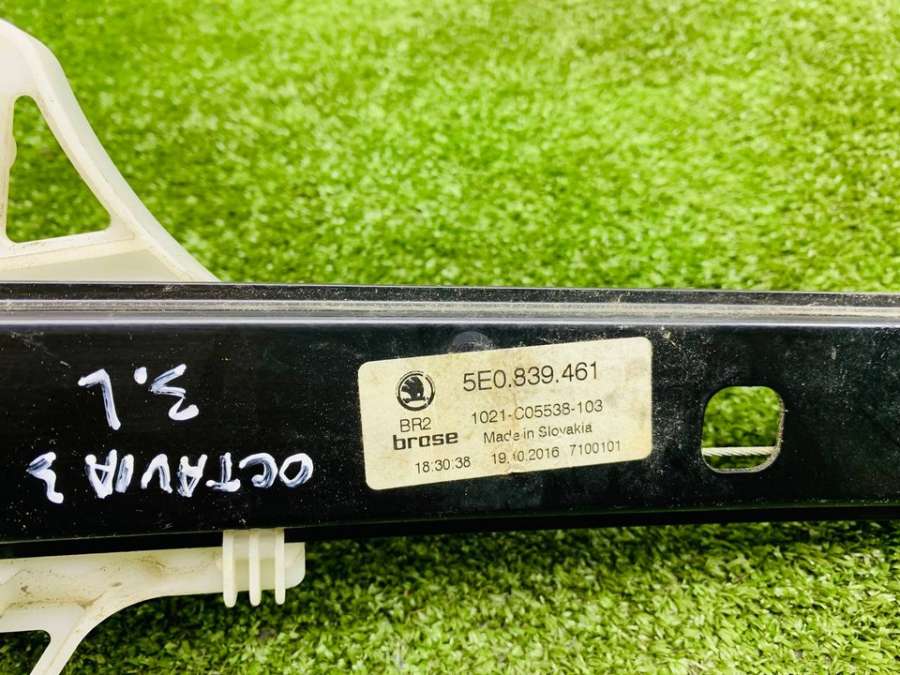 5E0.839.461
BR2
1021-C05538-103
brose
Made in Slovakia
18:30:38 19.10.2016 7100101
OCTAVIA 3
3.L